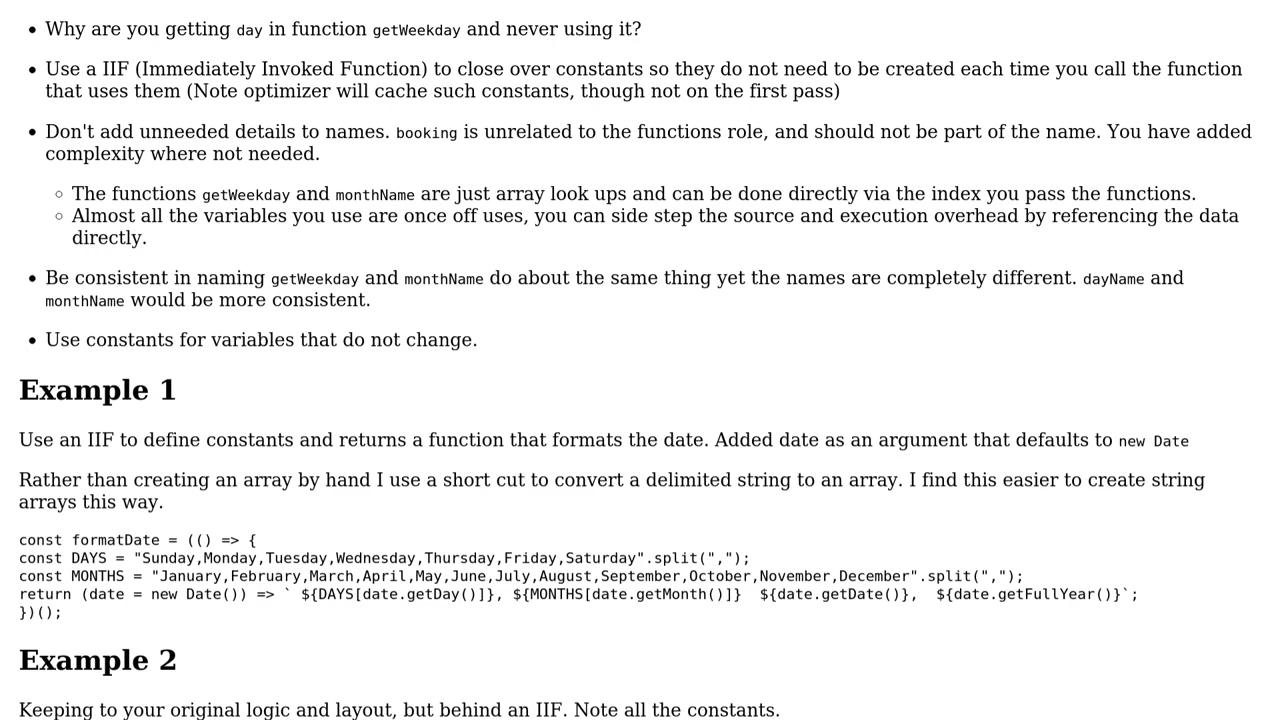 Why are you getting day in function getWeekday and never using it?
Use a IIF (Immediately Invoked Function) to close over constants so they do not need to be created each time you call the function
that uses them (Note optimizer will cache such constants, though not on the first pass)
Don't add unneeded details to names. booking is unrelated to the functions role, and should not be part of the name. You have added
complexity where not needed.
The functions getWeekday and monthName are just array look ups and can be done directly via the index you pass the functions.
Almost all the variables you use are once off uses, you can side step the source and execution overhead by referencing the data
directly.
Be consistent in naming getWeekday and monthName do about the same thing yet the names are completely different. dayName and
monthName would be more consistent.
Use constants for variables that do not change.
Example 1
Use an IIF to define constants and returns a function that formats the date. Added date as an argument that defaults to new Date
Rather than creating an array by hand I use a short cut to convert a delimited string to an array. I find this easier to create string
arrays this way.
const formatDate = (() => {
const DAYS = "Sunday,Monday,Tuesday,Wednesday,Thursday,Friday,Saturday".split(",");
const MONTHS = "January,February,March,April,May,June,July,August,September,October,November,December".split(",");
return (date = new Date()) => ` ${DAYS[date.getDay()]}, ${MONTHS[date.getMonth()]}  ${date.getDate()},  ${date.getFullYear()}`;
})();
Example 2
Keeping to your original logic and layout, but behind an IIF. Note all the constants.